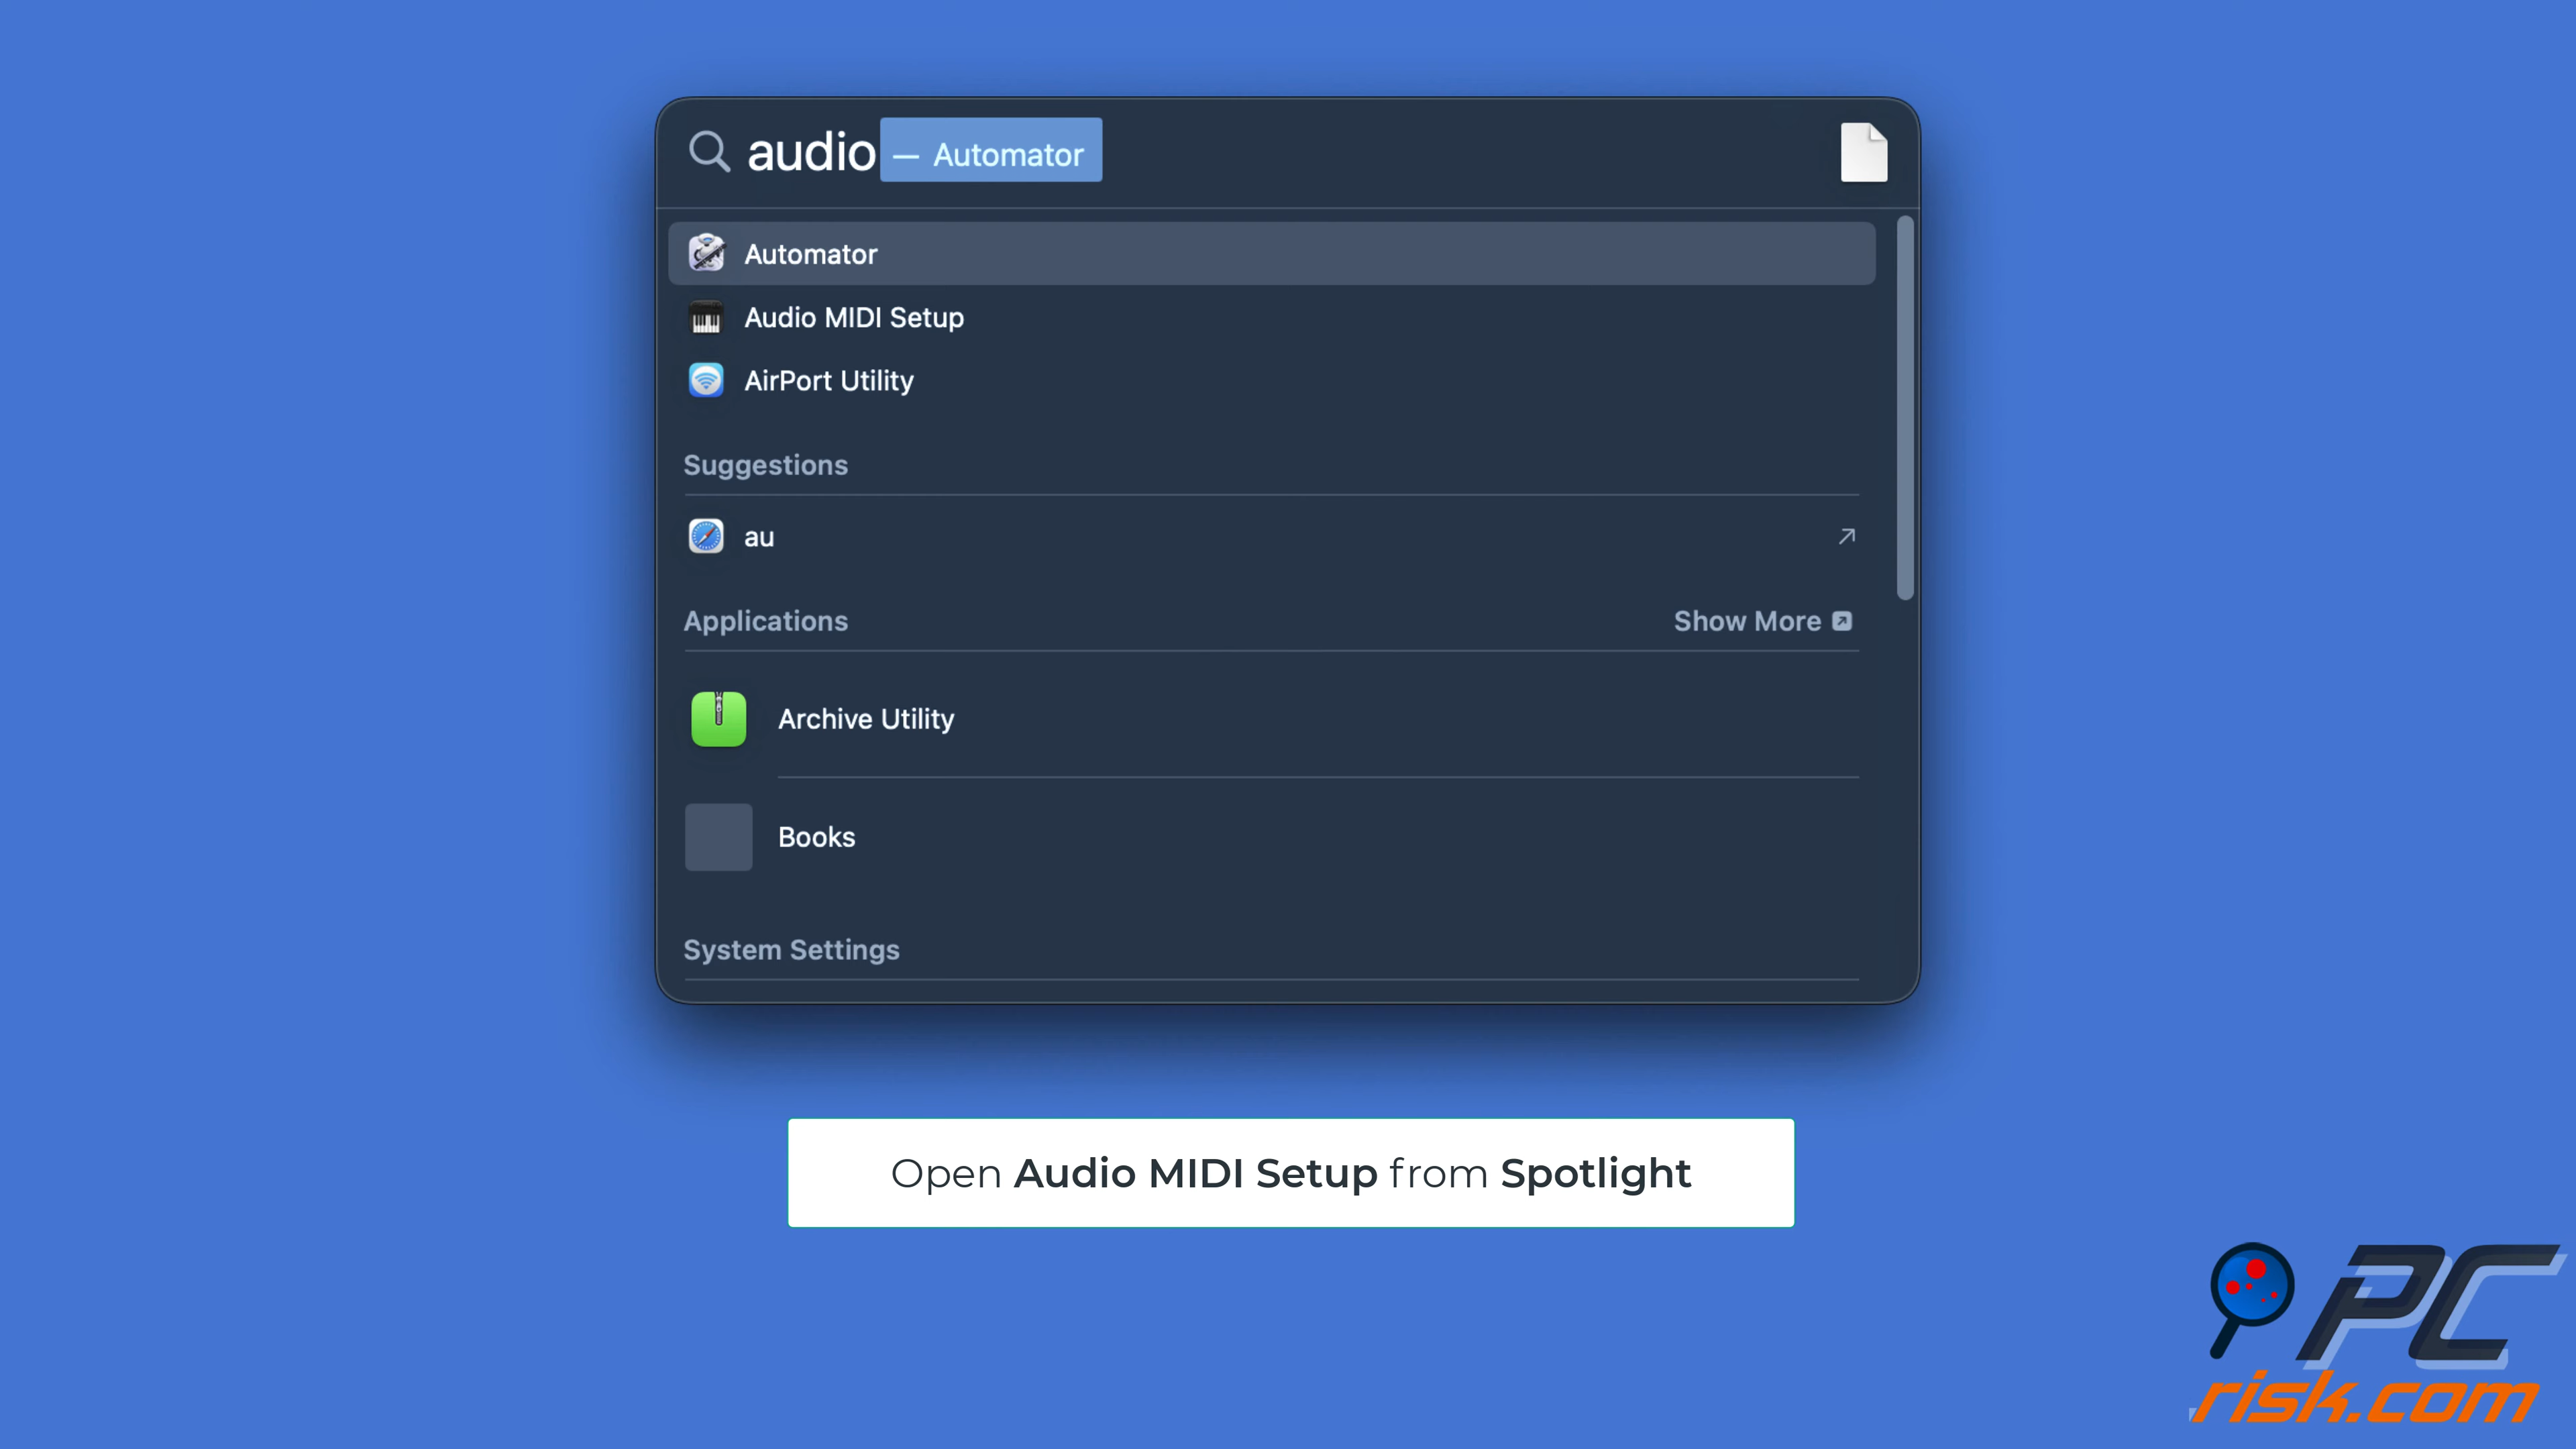 audio — Automator
Automator
Audio MIDI Setup
AirPort Utility
Suggestions
au
Applications
Show More
Archive Utility
Books
System Settings
Open Audio MIDI Setup from Spotlight
PC
risk.com